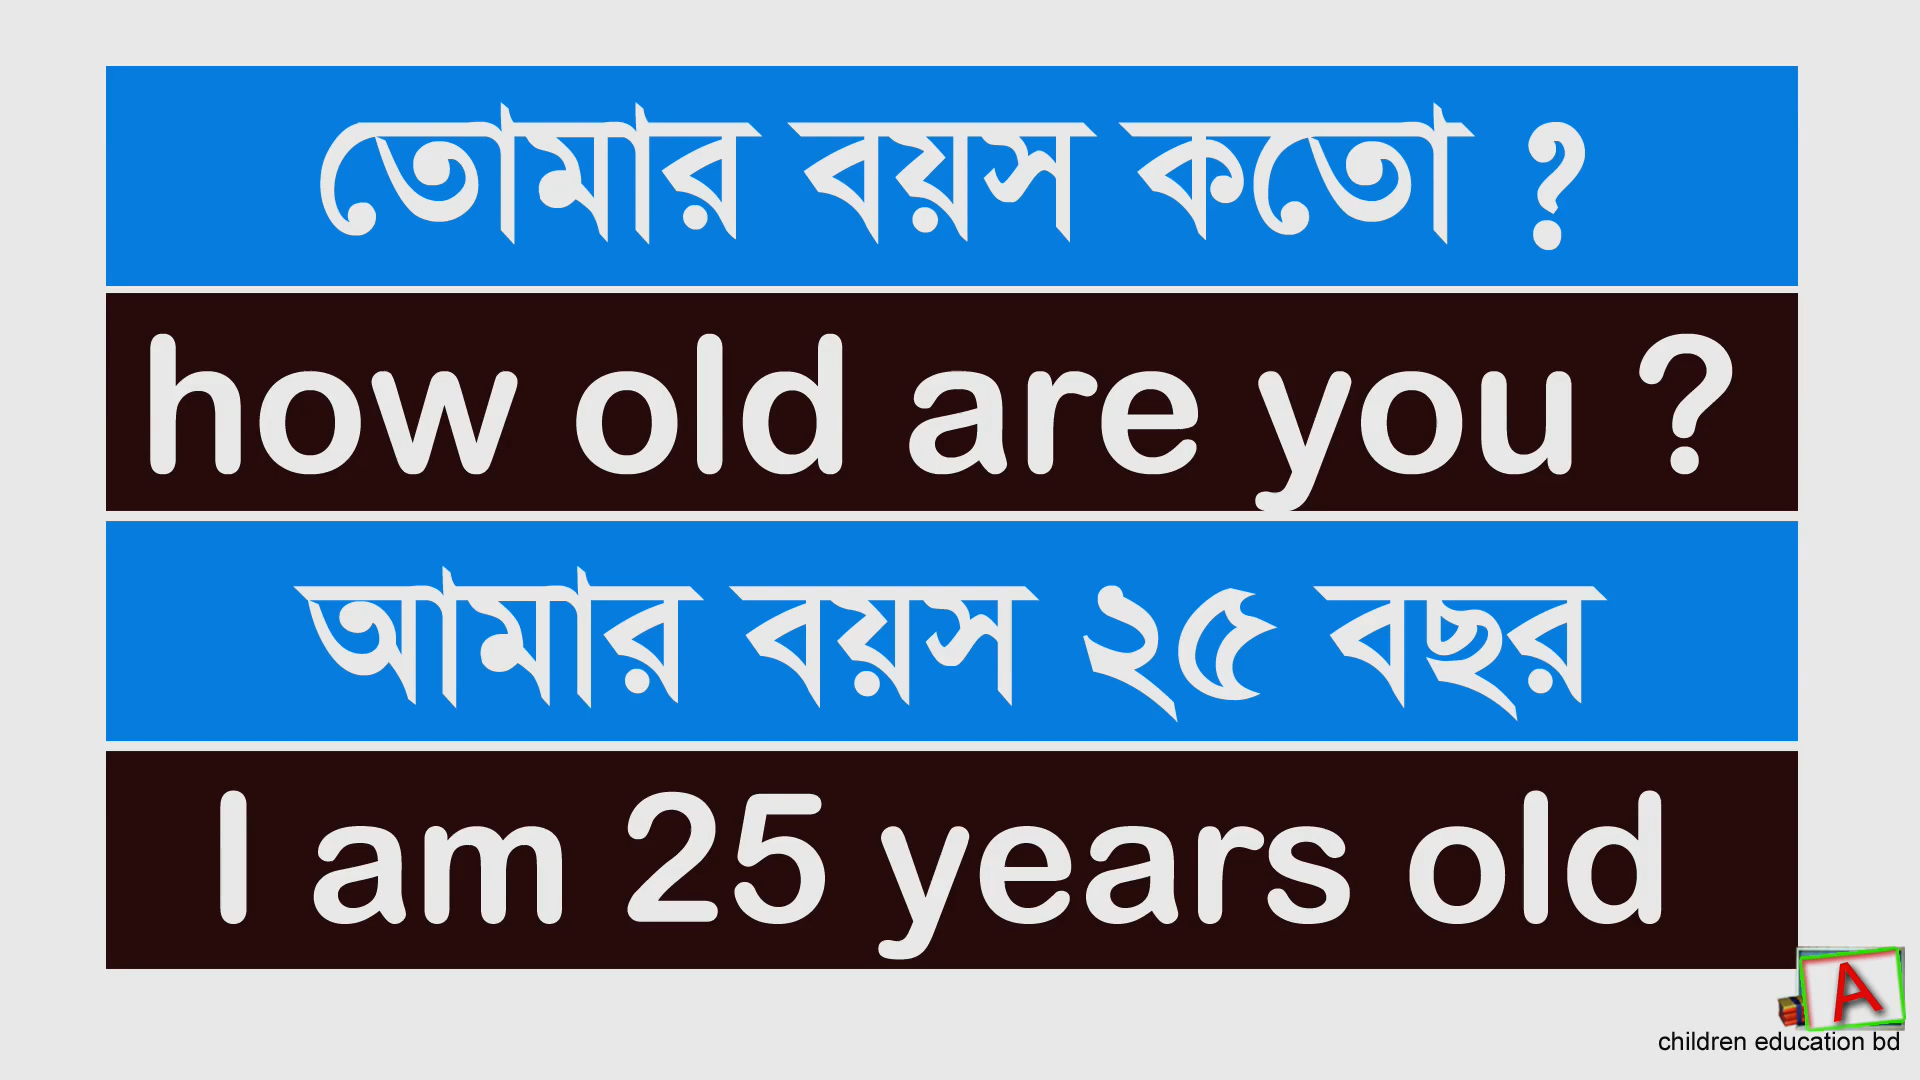 তোমার বয়স কতো ?
how old are you ?
আমার বয়স ২৫ বছর
I am 25 years old
A
children education bd